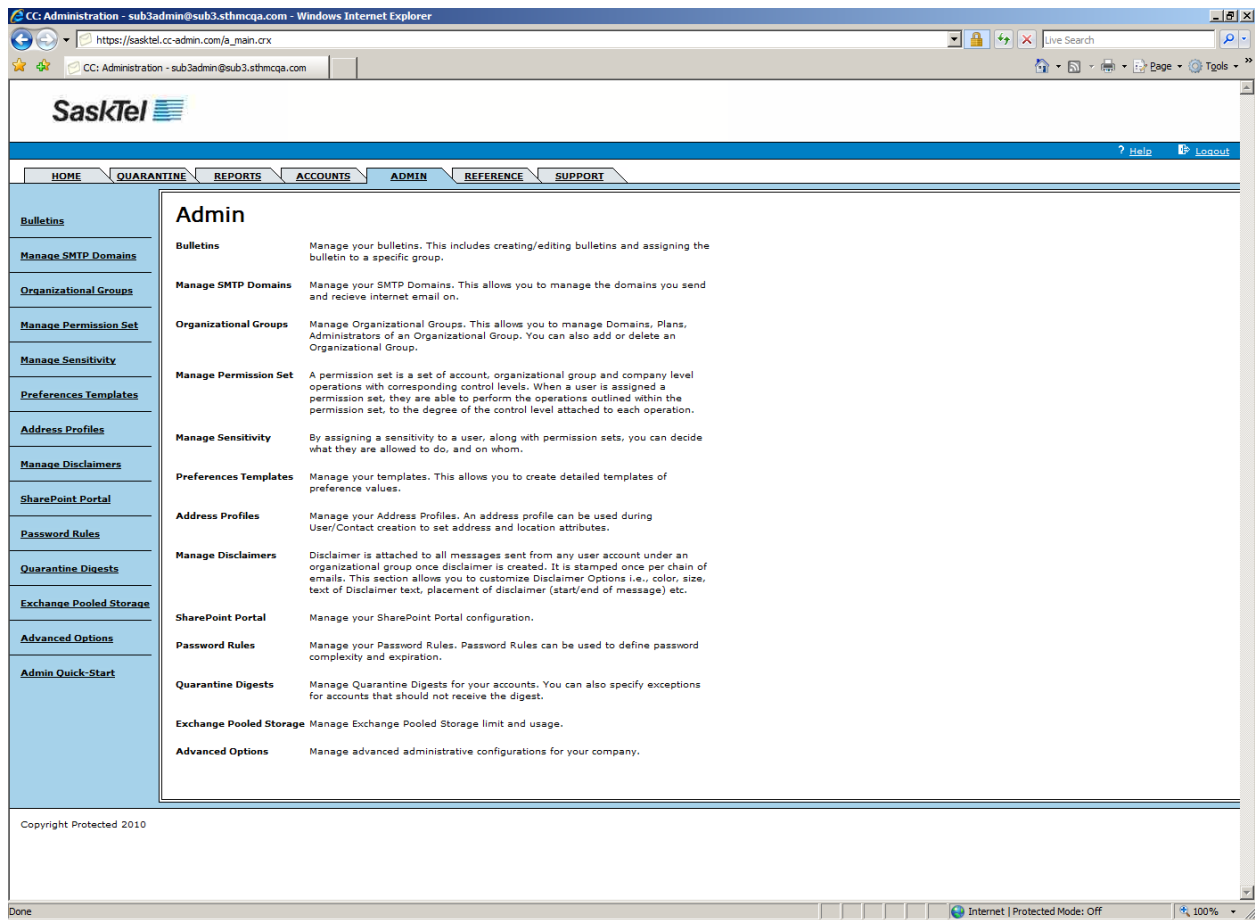 CC: Administration - sub3admin@sub3.sthmcqa.com - Windows Internet Explorer
https://sasktel.cc-admin.com/a_main.crx
Live Search
CC: Administration - sub3admin@sub3.sthmcqa.com
Page
Tools
SaskTel
? Help
Logout
HOME
QUARANTINE
REPORTS
ACCOUNTS
ADMIN
REFERENCE
SUPPORT
Bulletins
Manage SMTP Domains
Organizational Groups
Manage Permission Set
Manage Sensitivity
Preferences Templates
Address Profiles
Manage Disclaimers
SharePoint Portal
Password Rules
Quarantine Digests
Exchange Pooled Storage
Advanced Options
Admin Quick-Start
Admin
Bulletins
Manage your bulletins. This includes creating/editing bulletins and assigning the
bulletin to a specific group.
Manage SMTP Domains
Manage your SMTP Domains. This allows you to manage the domains you send
and recieve internet email on.
Organizational Groups
Manage Organizational Groups. This allows you to manage Domains, Plans,
Administrators of an Organizational Group. You can also add or delete an
Organizational Group.
Manage Permission Set
A permission set is a set of account, organizational group and company level
operations with corresponding control levels. When a user is assigned a
permission set, they are able to perform the operations outlined within the
permission set, to the degree of the control level attached to each operation.
Manage Sensitivity
By assigning a sensitivity to a user, along with permission sets, you can decide
what they are allowed to do, and on whom.
Preferences Templates
Manage your templates. This allows you to create detailed templates of
preference values.
Address Profiles
Manage your Address Profiles. An address profile can be used during
User/Contact creation to set address and location attributes.
Manage Disclaimers
Disclaimer is attached to all messages sent from any user account under an
organizational group once disclaimer is created. It is stamped once per chain of
emails. This section allows you to customize Disclaimer Options i.e., color, size,
text of Disclaimer text, placement of disclaimer (start/end of message) etc.
SharePoint Portal
Manage your SharePoint Portal configuration.
Password Rules
Manage your Password Rules. Password Rules can be used to define password
complexity and expiration.
Quarantine Digests
Manage Quarantine Digests for your accounts. You can also specify exceptions
for accounts that should not receive the digest.
Exchange Pooled Storage
Manage Exchange Pooled Storage limit and usage.
Advanced Options
Manage advanced administrative configurations for your company.
Copyright Protected 2010
Done
Internet | Protected Mode: Off
100%